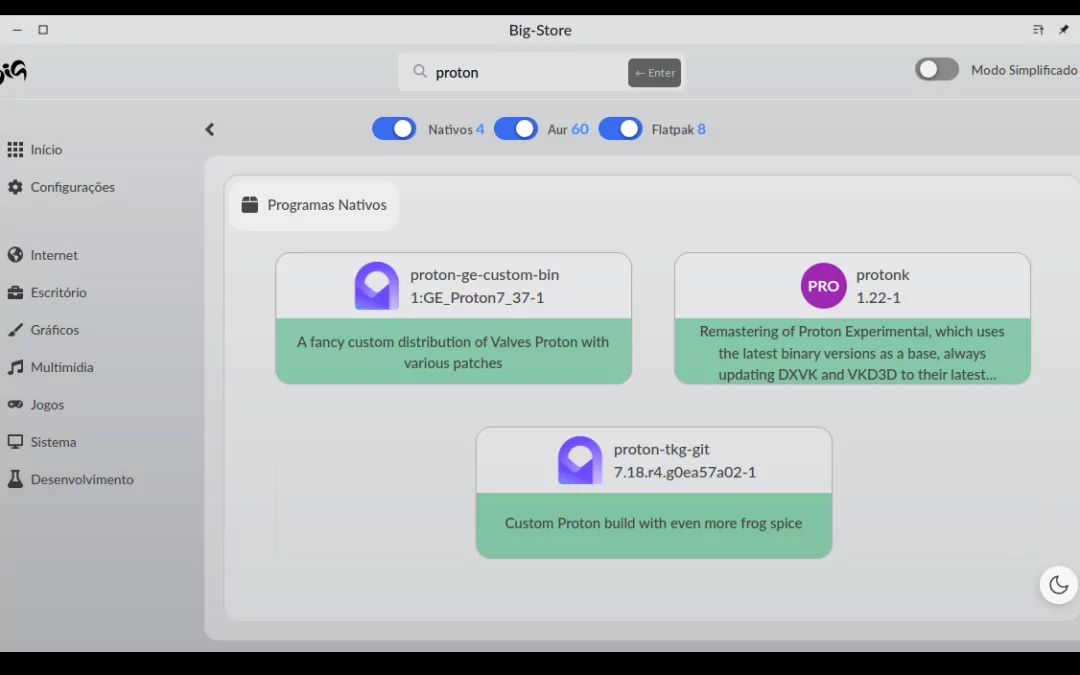 Big-Store
BIG
proton
← Enter
Modo Simplificado
Nativos 4
Aur 60
Flatpak 8
Início
Configurações
Internet
Escritório
Gráficos
Multimídia
Jogos
Sistema
Desenvolvimento
Programas Nativos
proton-ge-custom-bin
1:GE_Proton7_37-1
A fancy custom distribution of Valves Proton with
various patches
PRO
protonk
1.22-1
Remastering of Proton Experimental, which uses
the latest binary versions as a base, always
updating DXVK and VKD3D to their latest...
proton-tkg-git
7.18.r4.g0ea57a02-1
Custom Proton build with even more frog spice